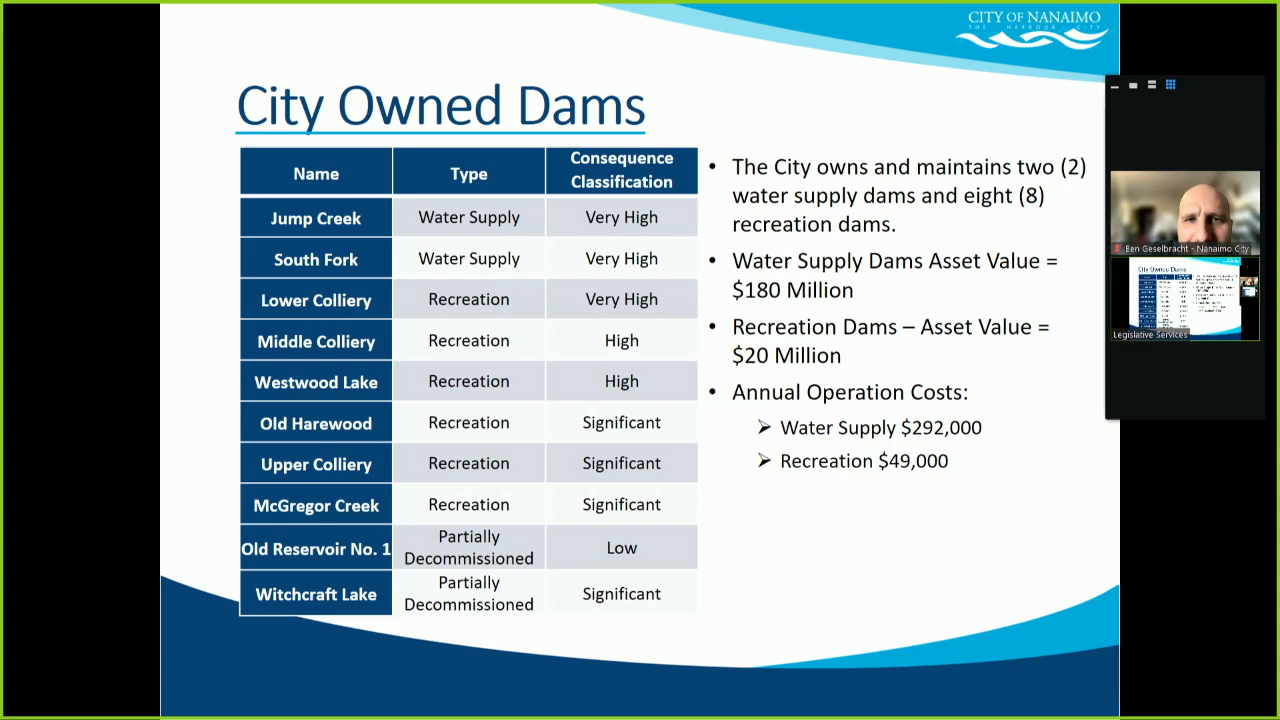 CITY OF NANAIMO
THE HARBOUR CITY
City Owned Dams
Name Type Consequence Classification
Jump Creek Water Supply Very High
South Fork Water Supply Very High
Lower Colliery Recreation Very High
Middle Colliery Recreation High
Westwood Lake Recreation High
Old Harewood Recreation Significant
Upper Colliery Recreation Significant
McGregor Creek Recreation Significant
Old Reservoir No. 1 Partially Decommissioned Low
Witchcraft Lake Partially Decommissioned Significant
• The City owns and maintains two (2)
water supply dams and eight (8)
recreation dams.
• Water Supply Dams Asset Value =
$180 Million
• Recreation Dams – Asset Value =
$20 Million
• Annual Operation Costs:
➢ Water Supply $292,000
➢ Recreation $49,000
Ben Geselbracht - Nanaimo City
City Owned Dams
Legislative Services